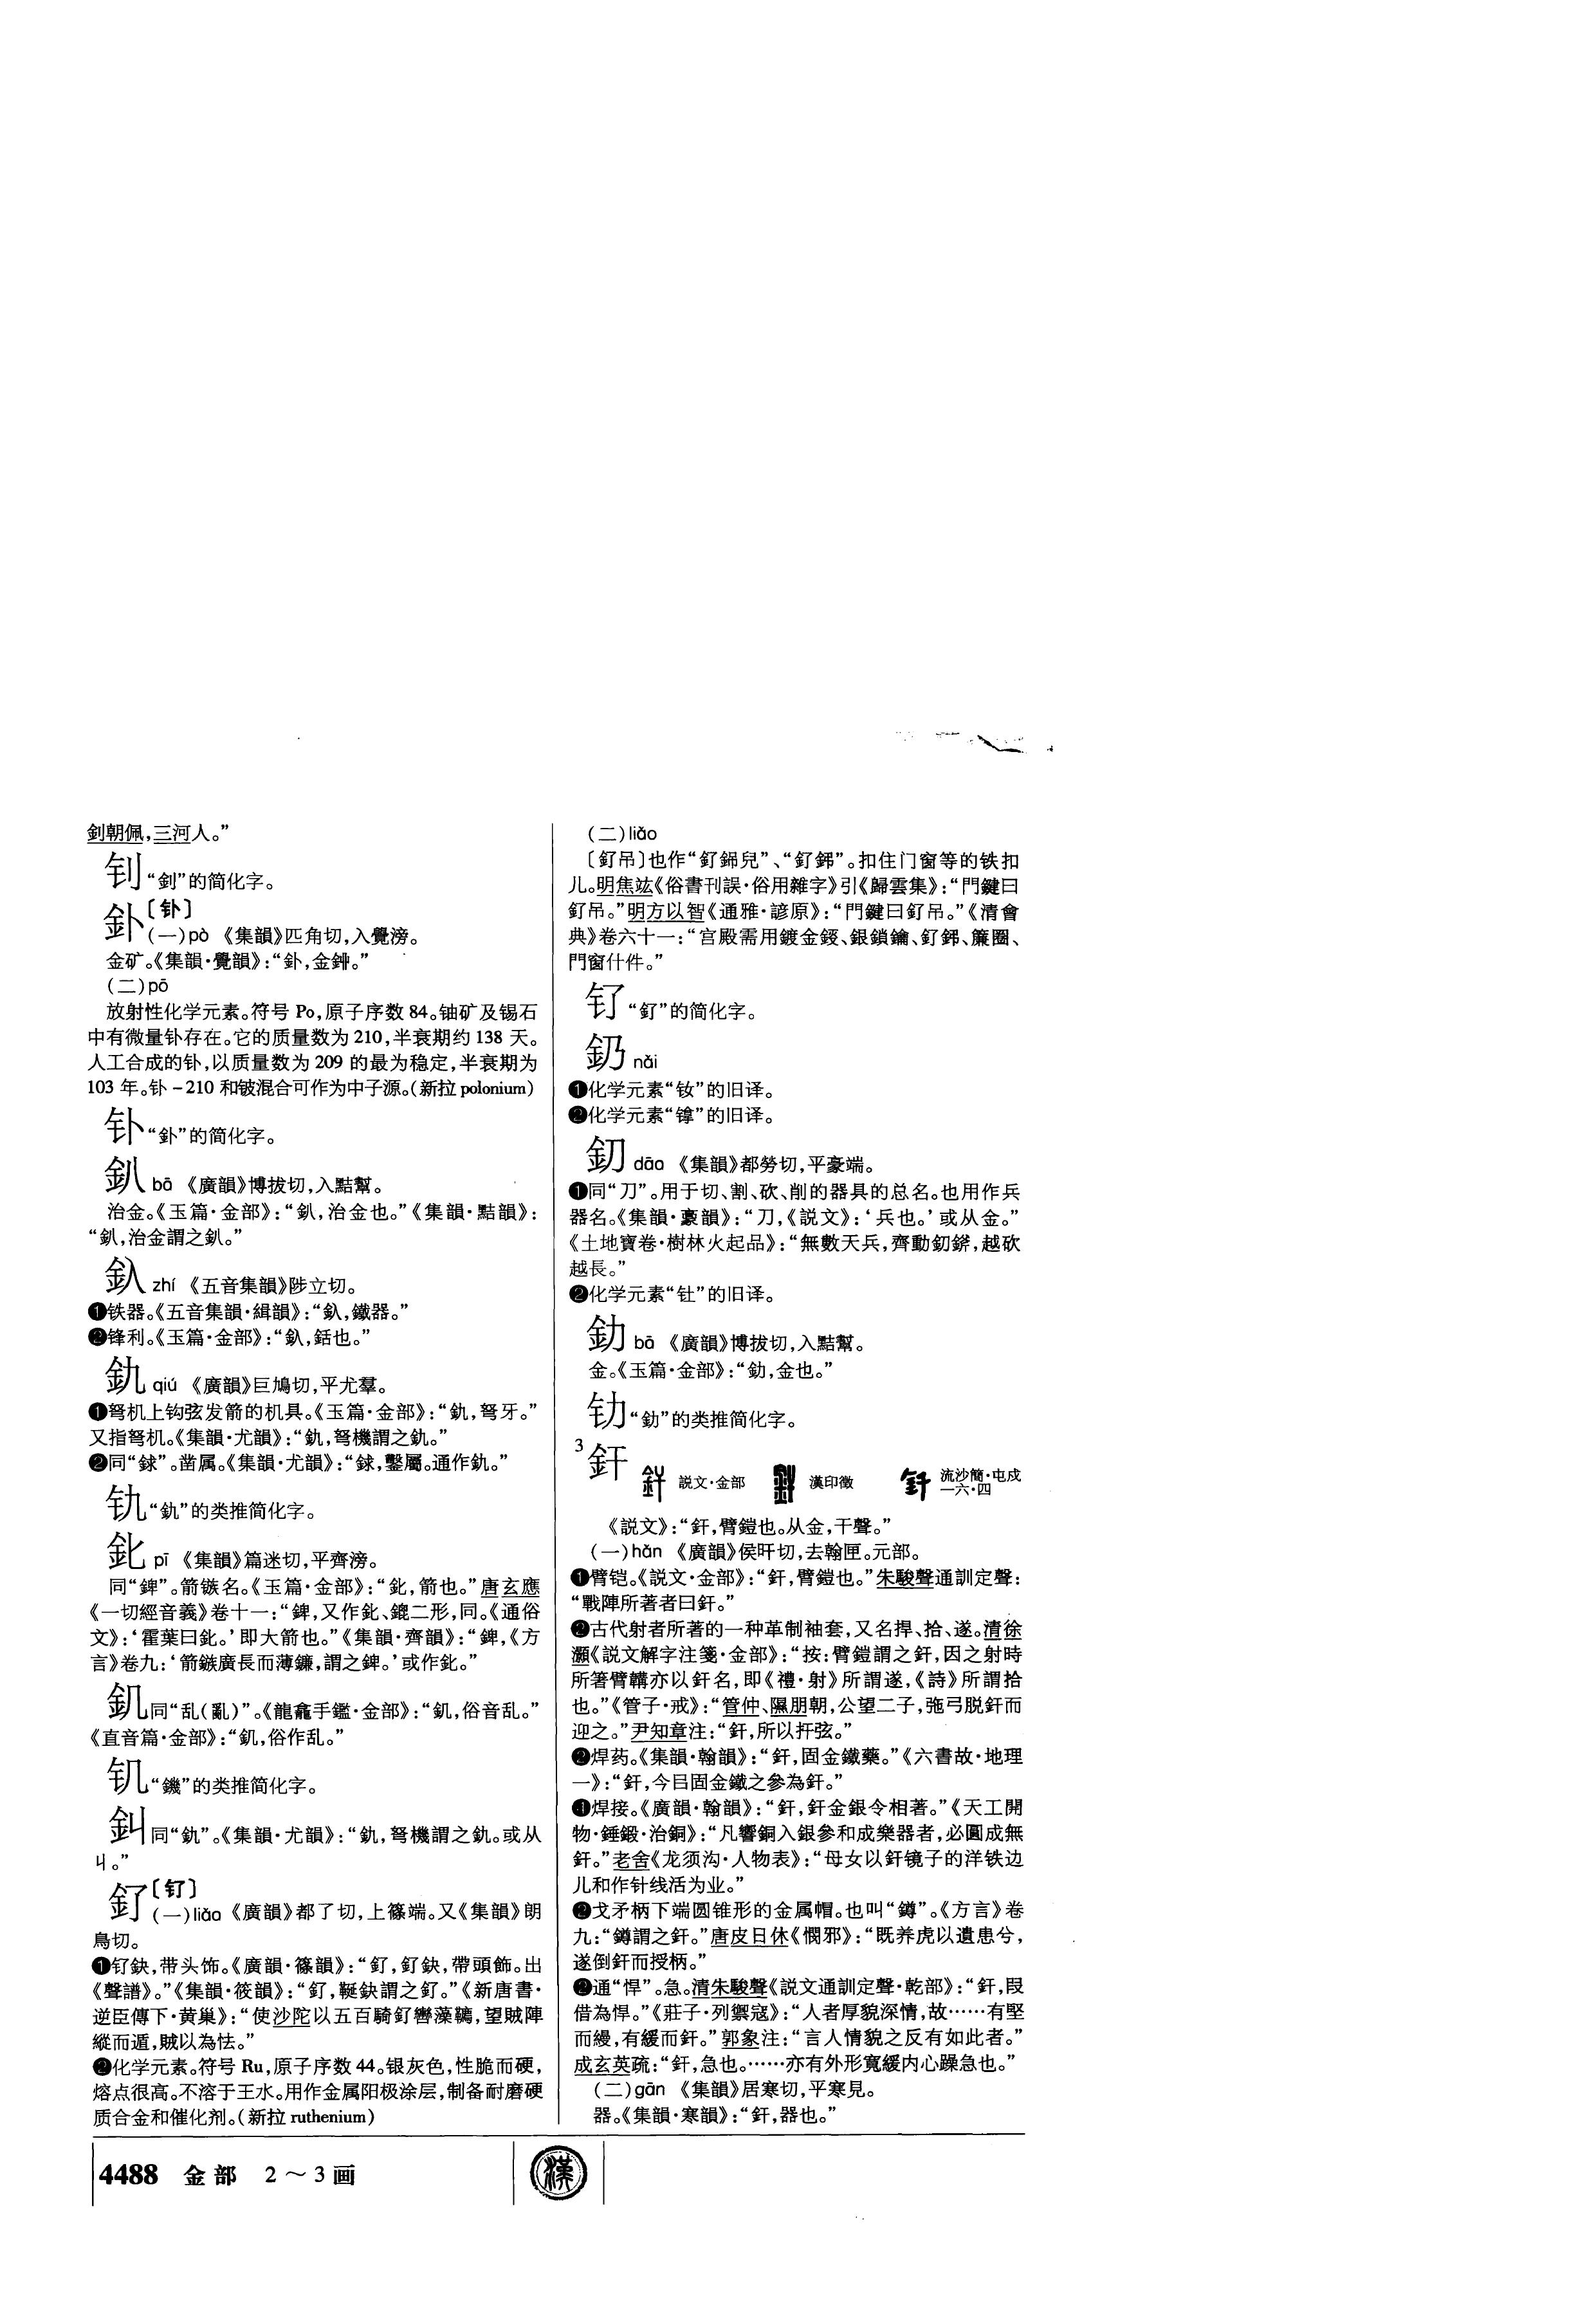 釗朝佩,三河人。”
钊“釗”的简化字。
釙〔钋〕
(一)pò 《集韻》匹角切,入覺滂。
金矿。《集韻·覺韻》:“釙,金鉮。”
(二)pō
放射性化学元素。符号 Po,原子序数 84。铀矿及锡石
中有微量钋存在。它的质量数为 210,半衰期约 138 天。
人工合成的钋,以质量数为 209 的最为稳定,半衰期为
103 年。钋-210 和铍混合可作为中子源。(新拉 polonium)
钋“釙”的简化字。
釟 bā 《廣韻》博拔切,入黠幫。
治金。《玉篇·金部》:“釟,治金也。”《集韻·黠韻》:
“釟,治金謂之釟。”
釞 zhí 《五音集韻》陟立切。
❶铁器。《五音集韻·緝韻》:“釞,鐵器。”
❷锋利。《玉篇·金部》:“釞,銛也。”
釚 qiú 《廣韻》巨鳩切,平尤羣。
❶弩机上钩弦发箭的机具。《玉篇·金部》:“釚,弩牙。”
又指弩机。《集韻·尤韻》:“釚,弩機謂之釚。”
❷同“銶”。凿属。《集韻·尤韻》:“銶,鑿屬。通作釚。”
“釚”的类推简化字。
釓 pī 《集韻》篇迷切,平齊滂。
同“錍”。箭镞名。《玉篇·金部》:“,箭也。”唐玄應
《一切經音義》卷十一:“錍,又作、鎞二形,同。《通俗
文》:‘霍葉曰。’即大箭也。”《集韻·齊韻》:“錍,《方
言》卷九:‘箭鏃廣長而薄鐮,謂之錍。’或作。”
釠同“乱(亂)”。《龍龕手鑑·金部》:“釠,俗音乱。”
《直音篇·金部》:“釠,俗作乱。”
“鐖”的类推简化字。
同“釚”。《集韻·尤韻》:“釚,弩機謂之釚。或从
丩。”
釕〔钌〕
(一)liǎo 《廣韻》都了切,上篠端。又《集韻》朗
鳥切。
❶钌鈌,带头饰。《廣韻·篠韻》:“釕,釕鈌,帶頭飾。出
《聲譜》。”《集韻·筱韻》:“釕,鞓鈌謂之釕。”《新唐書·
逆臣傳下·黄巢》:“使沙陀以五百騎釕轡藻韉,望賊陣
縱而遁,賊以為怯。”
❷化学元素。符号 Ru,原子序数 44。银灰色,性脆而硬,
熔点很高。不溶于王水。用作金属阳极涂层,制备耐磨硬
质合金和催化剂。(新拉 ruthenium)
(二)liǎo
〔釕吊〕也作“釕錦兒”、“釕銱”。扣住门窗等的铁扣
儿。明焦竑《俗書刊誤·俗用雜字》引《歸雲集》:“門鍵曰
釕吊。”明方以智《通雅·諺原》:“門鍵曰釕吊。”《清會
典》卷六十一:“宫殿需用鍍金鋄、銀鎖鑰、釕銱、簾圈、
門窗什件。”
钌“釕”的简化字。
釢 nǎi
❶化学元素“钕”的旧译。
❷化学元素“镎”的旧译。
釖 dāo 《集韻》都勞切,平豪端。
❶同“刀”。用于切、割、砍、削的器具的总名。也用作兵
器名。《集韻·豪韻》:“刀,《説文》:‘兵也。’或从金。”
《土地寶卷·樹林火起品》:“無數天兵,齊動釖鎊,越砍
越長。”
❷化学元素“钍”的旧译。
釛 bā 《廣韻》博拔切,入黠幫。
金。《玉篇·金部》:“釛,金也。”
“釛”的类推简化字。
3 釬 説文·金部 漢印徵 流沙簡·屯戍
一六·四
《説文》:“釬,臂鎧也。从金,干聲。”
(一)hǎn 《廣韻》侯旰切,去翰匣。元部。
❶臂铠。《説文·金部》:“釬,臂鎧也。”朱駿聲通訓定聲:
“戰陣所著者曰釬。”
❷古代射者所著的一种革制袖套,又名捍、拾、遂。清徐
灝《説文解字注箋·金部》:“按:臂鎧謂之釬,因之射時
所箸臂韝亦以釬名,即《禮·射》所謂遂,《詩》所謂拾
也。”《管子·戒》:“管仲、隰朋朝,公望二子,弛弓脱釬而
迎之。”尹知章注:“釬,所以扞弦。”
❷焊药。《集韻·翰韻》:“釬,固金鐵藥。”《六書故·地理
一》:“釬,今㠯固金鐵之參為釬。”
❹焊接。《廣韻·翰韻》:“釬,釬金銀令相著。”《天工開
物·錘鍛·治銅》:“凡響銅入銀參和成樂器者,必圓成無
釬。”老舍《龙须沟·人物表》:“母女以釬镜子的洋铁边
儿和作针线活为业。”
❷戈矛柄下端圆锥形的金属帽。也叫“鐏”。《方言》卷
九:“鐏謂之釬。”唐皮日休《憫邪》:“既养虎以遺患兮,
遂倒釬而授柄。”
❷通“悍”。急。清朱駿聲《説文通訓定聲·乾部》:“釬,叚
借為悍。”《莊子·列禦寇》:“人者厚貌深情,故……有堅
而縵,有緩而釬。”郭象注:“言人情貌之反有如此者。”
成玄英疏:“釬,急也。……亦有外形寬緩内心躁急也。”
(二)gān 《集韻》居寒切,平寒見。
器。《集韻·寒韻》:“釬,器也。”
4488 金部 2～3画
漢